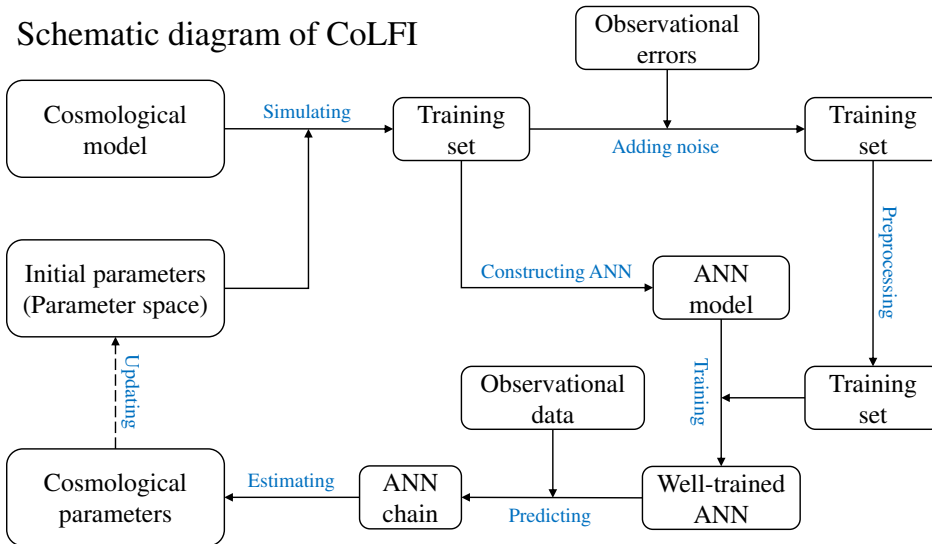 Schematic diagram of CoLFI
Observational
errors
Cosmological
model
Simulating
Training
set
Adding noise
Training
set
Preprocessing
Initial parameters
(Parameter space)
Constructing ANN
ANN
model
Updating
Observational
data
Training
Training
set
Cosmological
parameters
Estimating
ANN
chain
Predicting
Well-trained
ANN